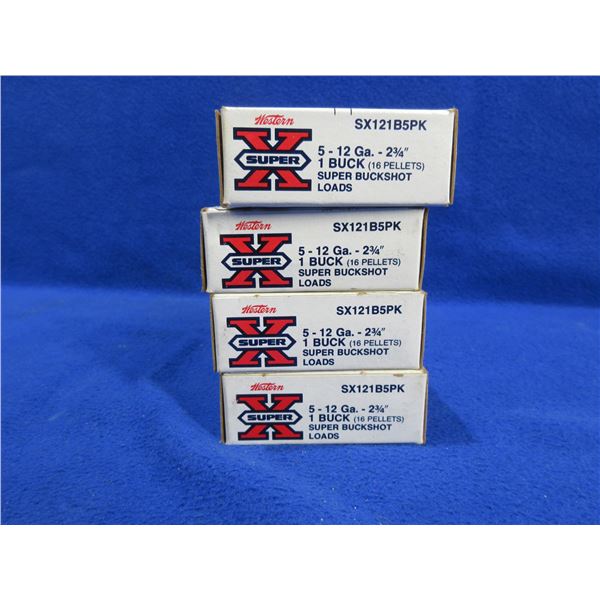 Western
SX121B5PK
X SUPER
5 - 12 Ga. - 2¾"
1 BUCK (16 PELLETS)
SUPER BUCKSHOT
LOADS
Western
SX121B5PK
X SUPER
5 - 12 Ga. - 2¾"
1 BUCK (16 PELLETS)
SUPER BUCKSHOT
LOADS
Western
SX121B5PK
X SUPER
5 - 12 Ga. - 2¾"
1 BUCK (16 PELLETS)
SUPER BUCKSHOT
LOADS
Western
SX121B5PK
X SUPER
5 - 12 Ga. - 2¾"
1 BUCK (16 PELLETS)
SUPER BUCKSHOT
LOADS